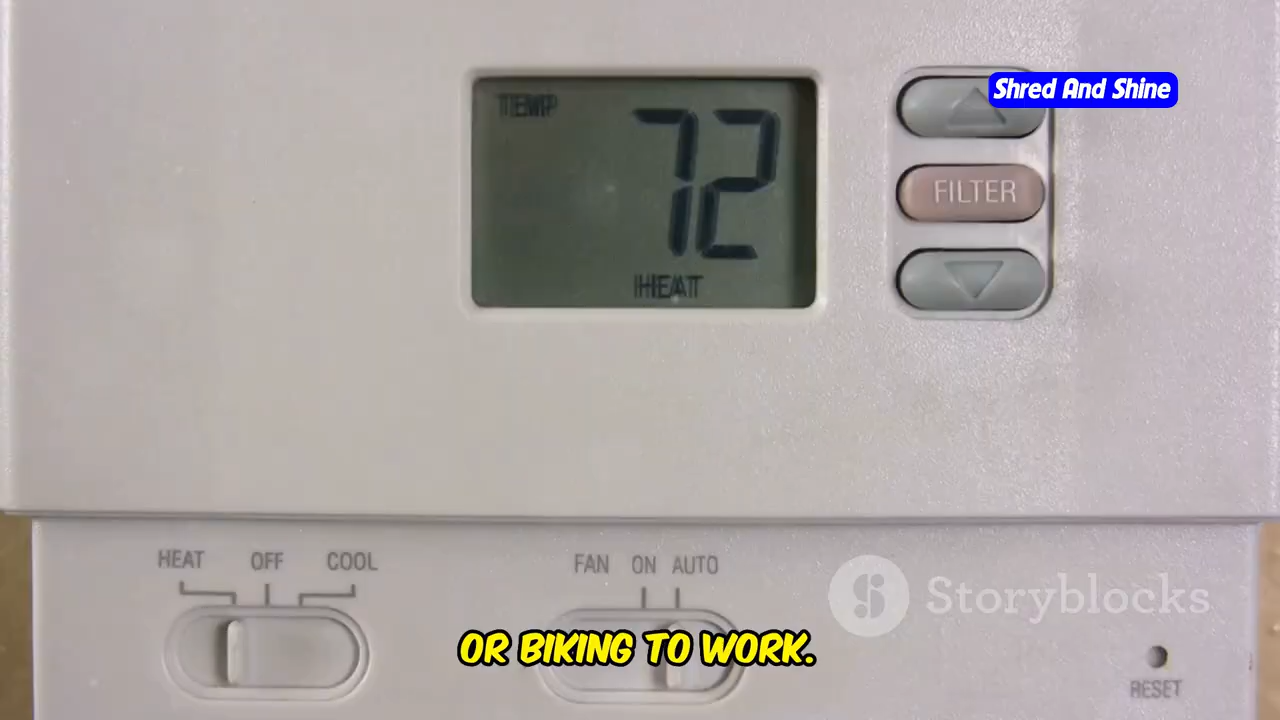 Shred And Shine
TEMP
72
FILTER
HEAT
HEAT OFF COOL
FAN ON AUTO
Storyblocks
OR BIKING TO WORK.
RESET